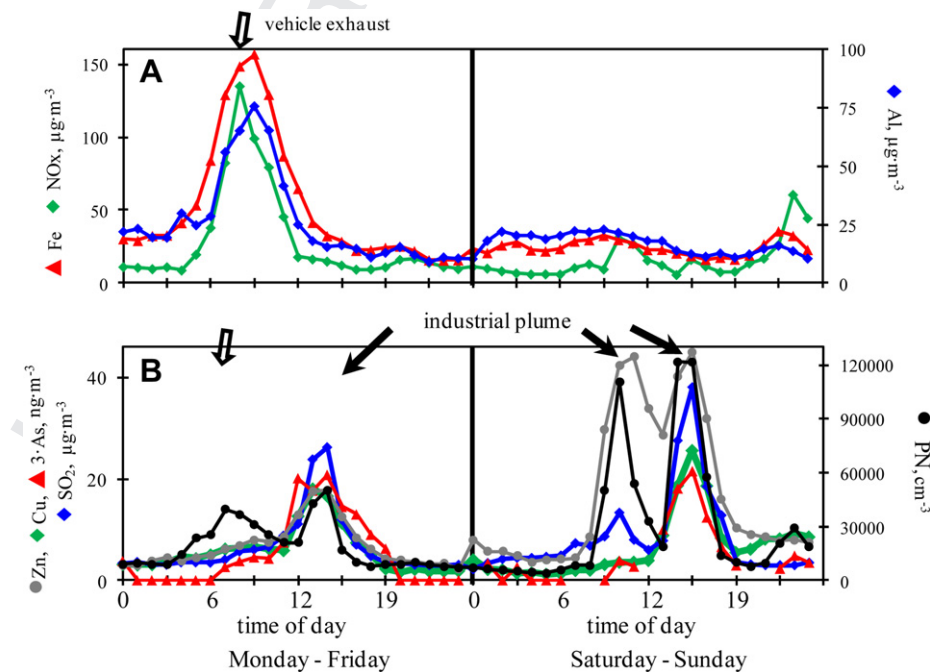 vehicle exhaust
A
150
100
50
0
100
75
50
25
0
Fe NOx, µg·m-3
Al, µg·m-3
industrial plume
B
40
20
0
120000
90000
60000
30000
0
Zn, Cu, 3·As, ng·m-3
SO2, µg·m-3
PN, cm-3
0 6 12 19 0 6 12 19
time of day time of day
Monday - Friday Saturday - Sunday